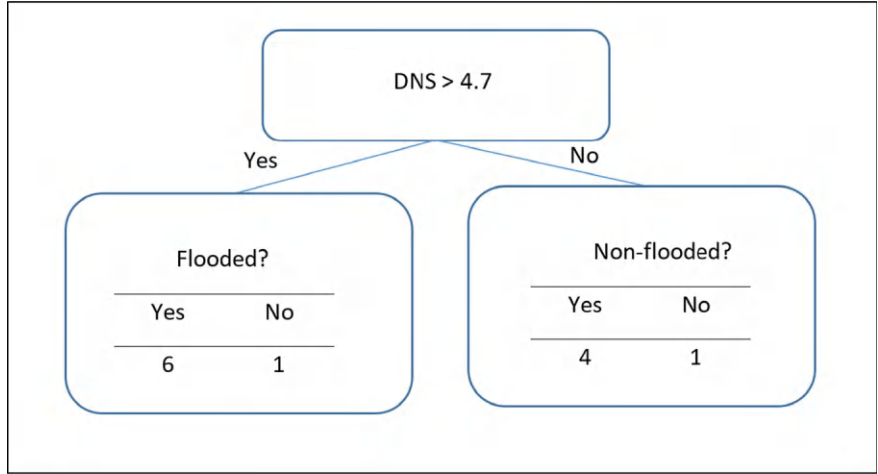 DNS > 4.7
Yes
No
Flooded?
Yes No
6 1
Non-flooded?
Yes No
4 1